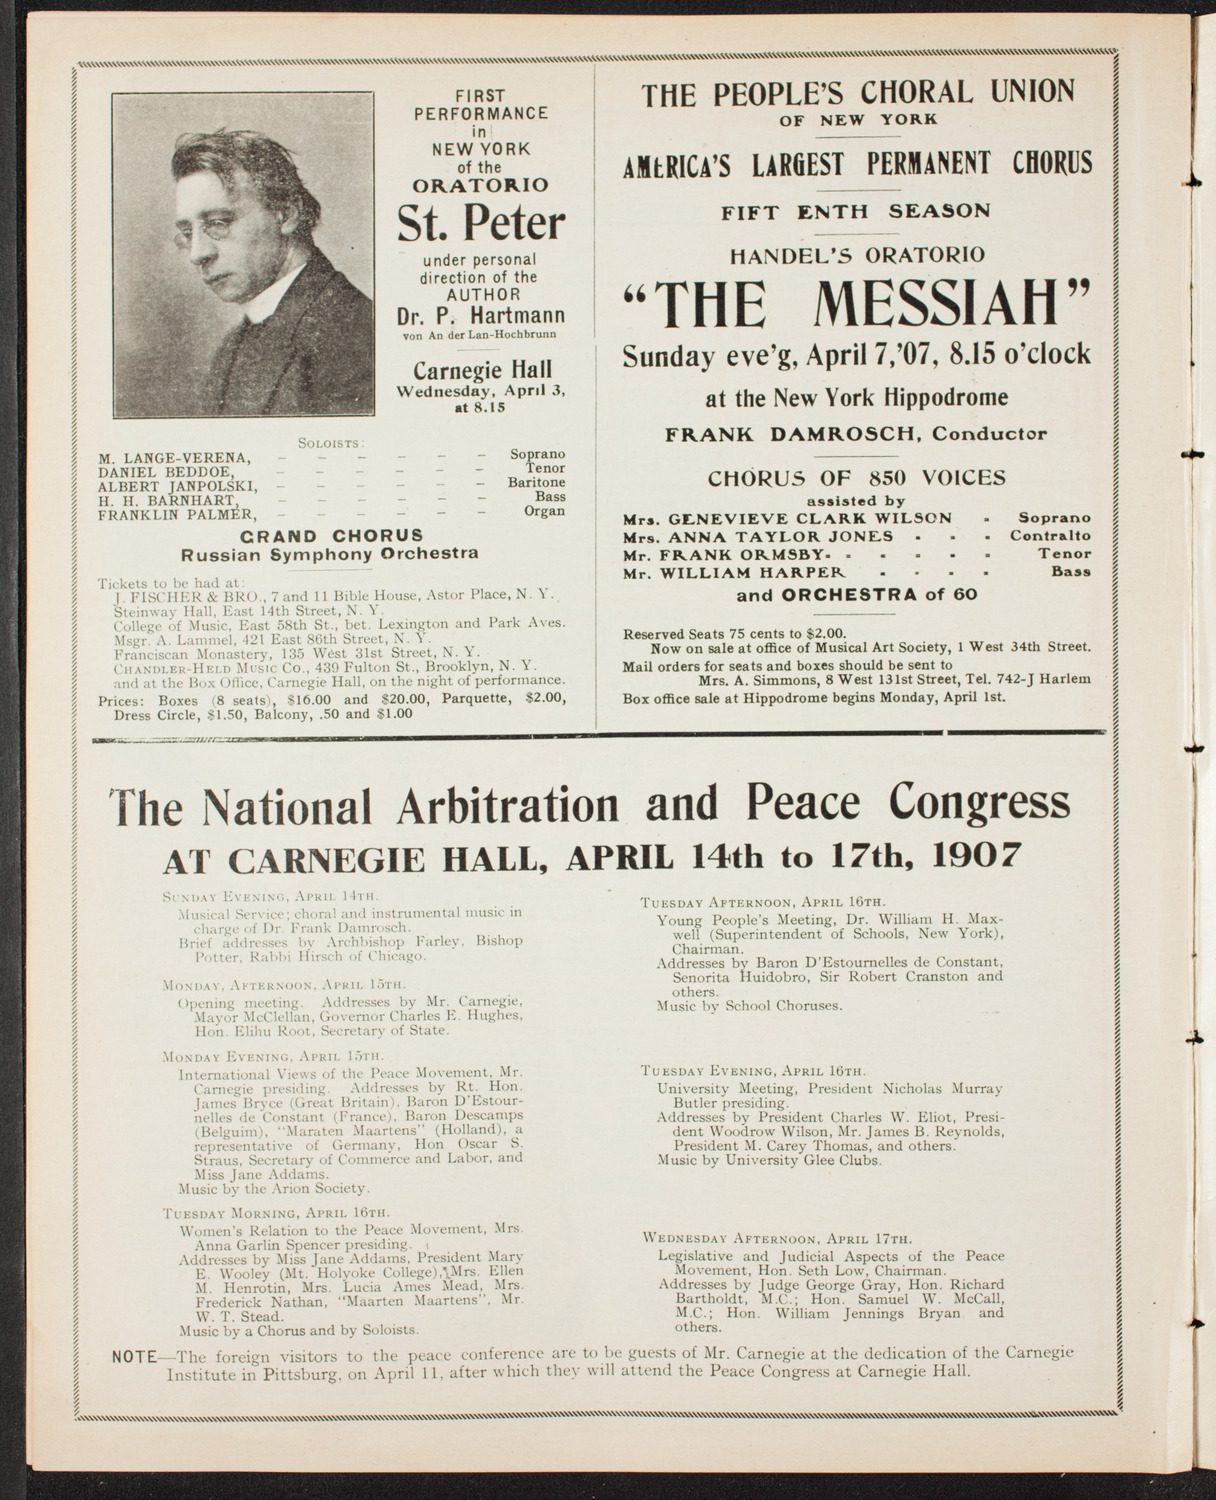 FIRST
PERFORMANCE
in
NEW YORK
of the
ORATORIO
St. Peter
under personal
direction of the
AUTHOR
Dr. P. Hartmann
von An der Lan-Hochbrunn
Carnegie Hall
Wednesday, April 3,
at 8.15
SOLOISTS:
M. LANGE-VERENA, – – – – – – Soprano
DANIEL BEDDOE, – – – – – – Tenor
ALBERT JANPOLSKI, – – – – – – Baritone
H. H. BARNHART, – – – – – – Bass
FRANKLIN PALMER, – – – – – – Organ
GRAND CHORUS
Russian Symphony Orchestra
Tickets to be had at:
J. FISCHER & BRO., 7 and 11 Bible House, Astor Place, N. Y.
Steinway Hall, East 14th Street, N. Y.
College of Music, East 58th St., bet. Lexington and Park Aves.
Msgr. A. Lammel, 421 East 86th Street, N. Y.
Franciscan Monastery, 135 West 31st Street, N. Y.
CHANDLER-HELD MUSIC CO., 439 Fulton St., Brooklyn, N. Y.
and at the Box Office, Carnegie Hall, on the night of performance.
Prices: Boxes (8 seats), $16.00 and $20.00, Parquette, $2.00,
Dress Circle, $1.50, Balcony, .50 and $1.00
THE PEOPLE'S CHORAL UNION
OF NEW YORK
AMERICA'S LARGEST PERMANENT CHORUS
FIFT ENTH SEASON
HANDEL'S ORATORIO
"THE MESSIAH"
Sunday eve'g, April 7,'07, 8.15 o'clock
at the New York Hippodrome
FRANK DAMROSCH, Conductor
CHORUS OF 850 VOICES
assisted by
Mrs. GENEVIEVE CLARK WILSON - Soprano
Mrs. ANNA TAYLOR JONES - - - Contralto
Mr. FRANK ORMSBY- - - - - - Tenor
Mr. WILLIAM HARPER - - - - Bass
and ORCHESTRA of 60
Reserved Seats 75 cents to $2.00.
Now on sale at office of Musical Art Society, 1 West 34th Street.
Mail orders for seats and boxes should be sent to
Mrs. A. Simmons, 8 West 131st Street, Tel. 742-J Harlem
Box office sale at Hippodrome begins Monday, April 1st.
The National Arbitration and Peace Congress
AT CARNEGIE HALL, APRIL 14th to 17th, 1907
SUNDAY EVENING, APRIL 14TH.
Musical Service; choral and instrumental music in
charge of Dr. Frank Damrosch.
Brief addresses by Archbishop Farley, Bishop
Potter, Rabbi Hirsch of Chicago.
MONDAY, AFTERNOON, APRIL 15TH.
Opening meeting. Addresses by Mr. Carnegie,
Mayor McClellan, Governor Charles E. Hughes,
Hon. Elihu Root, Secretary of State.
MONDAY EVENING, APRIL 15TH.
International Views of the Peace Movement, Mr.
Carnegie presiding. Addresses by Rt. Hon.
James Bryce (Great Britain), Baron D'Estour-
nelles de Constant (France), Baron Descamps
(Belguim), "Maraten Maartens" (Holland), a
representative of Germany, Hon Oscar S.
Straus, Secretary of Commerce and Labor, and
Miss Jane Addams.
Music by the Arion Society.
TUESDAY MORNING, APRIL 16TH.
Women's Relation to the Peace Movement, Mrs.
Anna Garlin Spencer presiding.
Addresses by Miss Jane Addams, President Mary
E. Wooley (Mt. Holyoke College), Mrs. Ellen
M. Henrotin, Mrs. Lucia Ames Mead, Mrs.
Frederick Nathan, "Maarten Maartens", Mr.
W. T. Stead.
Music by a Chorus and by Soloists.
TUESDAY AFTERNOON, APRIL 16TH.
Young People's Meeting, Dr. William H. Max-
well (Superintendent of Schools, New York),
Chairman.
Addresses by Baron D'Estournelles de Constant,
Senorita Huidobro, Sir Robert Cranston and
others.
Music by School Choruses.
TUESDAY EVENING, APRIL 16TH.
University Meeting, President Nicholas Murray
Butler presiding.
Addresses by President Charles W. Eliot, Presi-
dent Woodrow Wilson, Mr. James B. Reynolds,
President M. Carey Thomas, and others.
Music by University Glee Clubs.
WEDNESDAY AFTERNOON, APRIL 17TH.
Legislative and Judicial Aspects of the Peace
Movement, Hon. Seth Low, Chairman.
Addresses by Judge George Gray, Hon. Richard
Bartholdt, M.C.; Hon. Samuel W. McCall,
M.C.; Hon. William Jennings Bryan and
others.
NOTE—The foreign visitors to the peace conference are to be guests of Mr. Carnegie at the dedication of the Carnegie
Institute in Pittsburg, on April 11, after which they will attend the Peace Congress at Carnegie Hall.